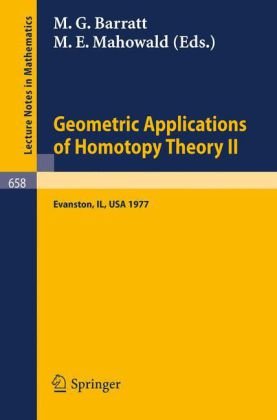 M. G. Barratt
M. E. Mahowald (Eds.)
Lecture Notes in Mathematics
Geometric Applications
of Homotopy Theory II
658
Evanston, IL, USA 1977
Springer